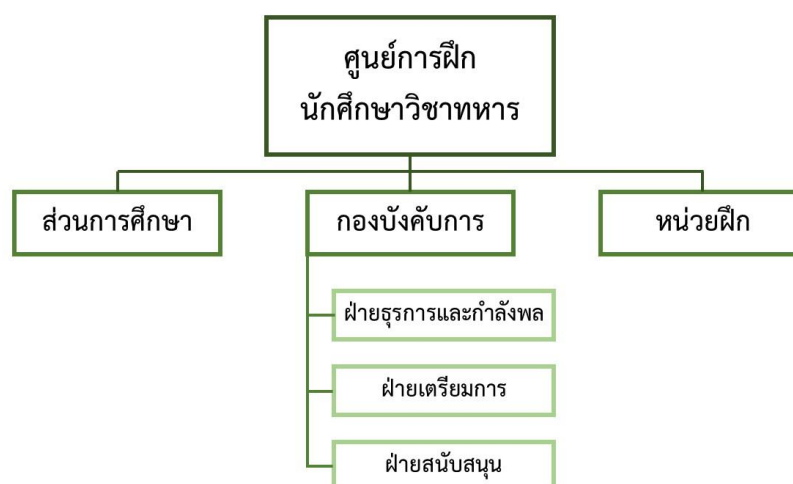 ศูนย์การฝึก
นักศึกษาวิชาทหาร
ส่วนการศึกษา
กองบังคับการ
หน่วยฝึก
ฝ่ายธุรการและกำลังพล
ฝ่ายเตรียมการ
ฝ่ายสนับสนุน